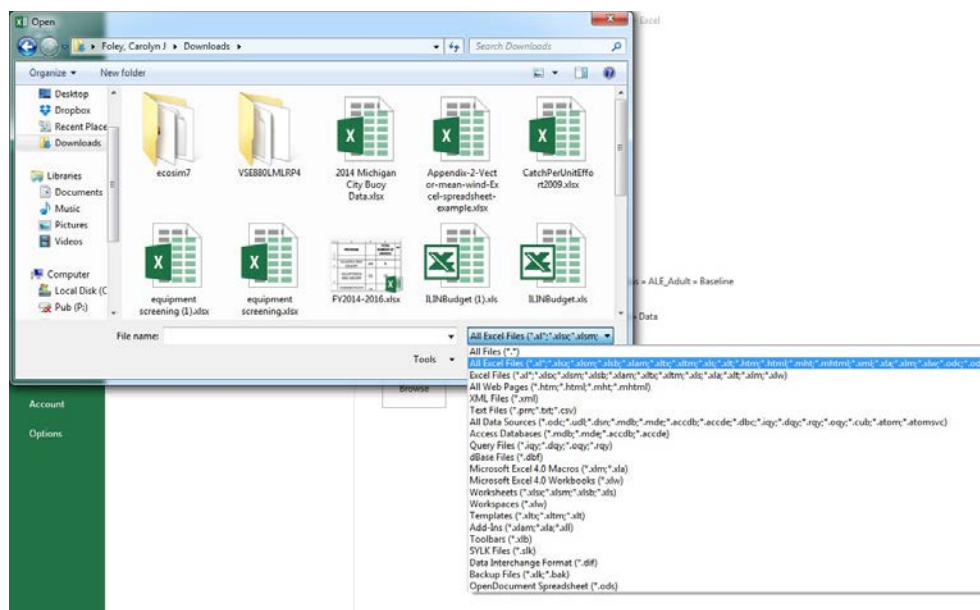 Open
- Excel
Foley, Carolyn J ▸ Downloads ▸
Search Downloads
Organize
New folder
Desktop
Dropbox
Recent Place
Downloads
Libraries
Documents
Music
Pictures
Videos
Computer
Local Disk (C
Pub (P:)
ecosim7
VSE880LMLRP4
2014 Michigan
City Buoy
Data.xlsx
Appendix-2-Vect
or-mean-wind-Ex
cel-spreadsheet-
example.xlsx
CatchPerUnitEffo
rt2009.xlsx
equipment
screening (1).xlsx
equipment
screening.xlsx
FY2014-2016.xlsx
ILINBudget (1).xls
ILINBudget.xls
» ALE_Adult » Baseline
» Data
File name:
All Excel Files (*.xl*;*.xlsx;*.xlsm;
Tools
All Files (*.*)
All Excel Files (*.xl*;*.xlsx;*.xlsm;*.xlsb;*.xlam;*.xltx;*.xltm;*.xls;*.xlt;*.htm;*.html;*.mht;*.mhtml;*.xml;*.xla;*.xlm;*.xlw;*.odc;*.od
Excel Files (*.xl*;*.xlsx;*.xlsm;*.xlsb;*.xlam;*.xltx;*.xltm;*.xls;*.xla;*.xlt;*.xlm;*.xlw)
All Web Pages (*.htm;*.html;*.mht;*.mhtml)
XML Files (*.xml)
Text Files (*.prn;*.txt;*.csv)
All Data Sources (*.odc;*.udl;*.dsn;*.mdb;*.mde;*.accdb;*.accde;*.dbc;*.iqy;*.dqy;*.rqy;*.oqy;*.cub;*.atom;*.atomsvc)
Access Databases (*.mdb;*.mde;*.accdb;*.accde)
Query Files (*.iqy;*.dqy;*.oqy;*.rqy)
dBase Files (*.dbf)
Microsoft Excel 4.0 Macros (*.xlm;*.xla)
Microsoft Excel 4.0 Workbooks (*.xlw)
Worksheets (*.xlsx;*.xlsm;*.xlsb;*.xls)
Workspaces (*.xlw)
Templates (*.xltx;*.xltm;*.xlt)
Add-Ins (*.xlam;*.xla;*.xll)
Toolbars (*.xlb)
SYLK Files (*.slk)
Data Interchange Format (*.dif)
Backup Files (*.xlk;*.bak)
OpenDocument Spreadsheet (*.ods)
Browse
Account
Options